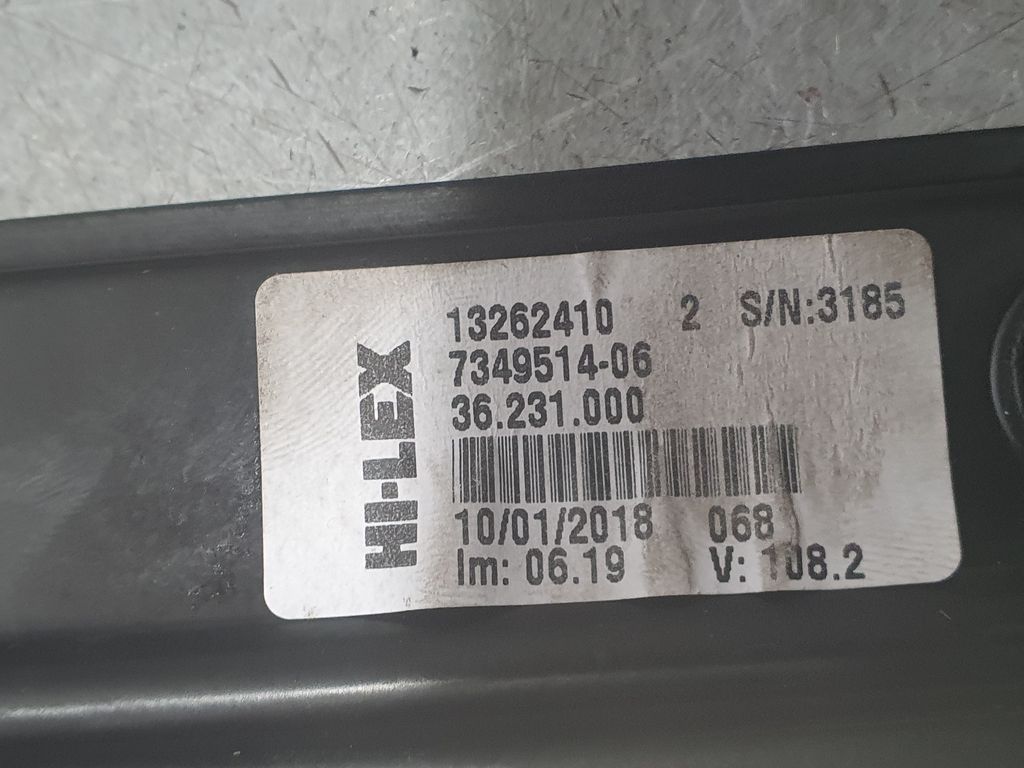 HI-LEX
13262410 2 S/N:3185
7349514-06
36.231.000
10/01/2018 068
Im: 06.19 V: 108.2